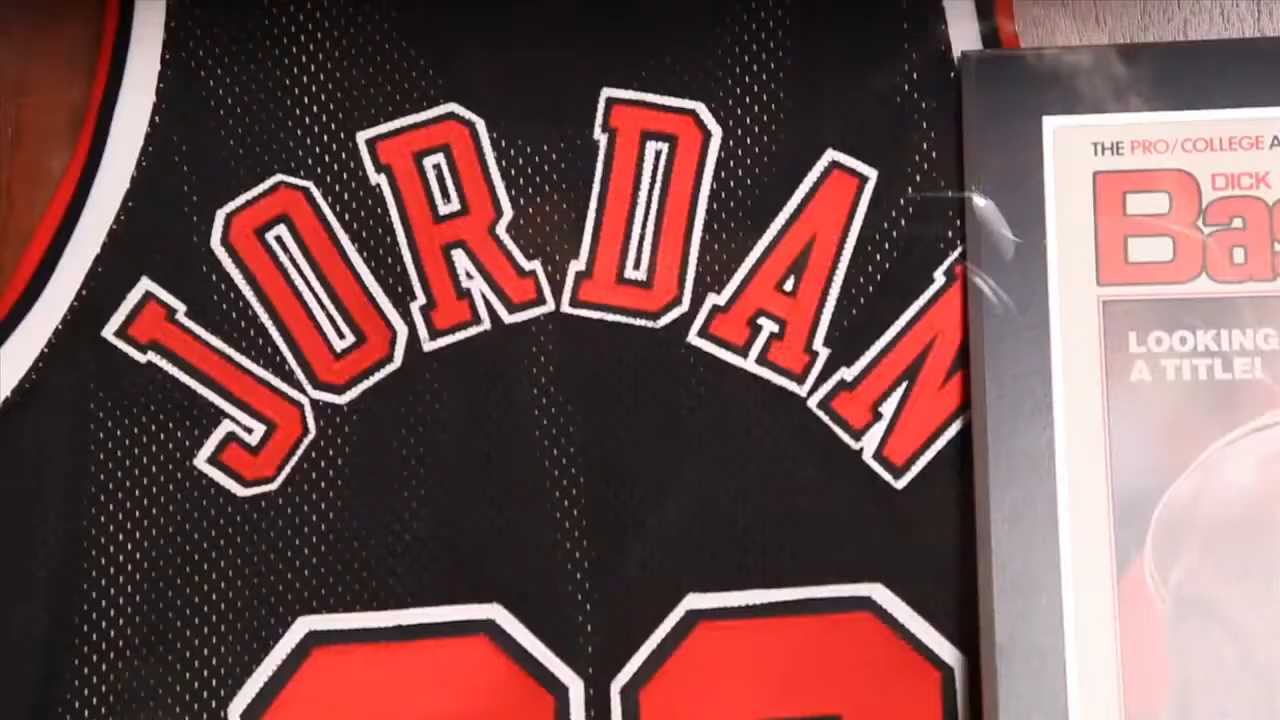 JORDAN
THE PRO/COLLEGE
DICK
Bas
LOOKING
A TITLE!